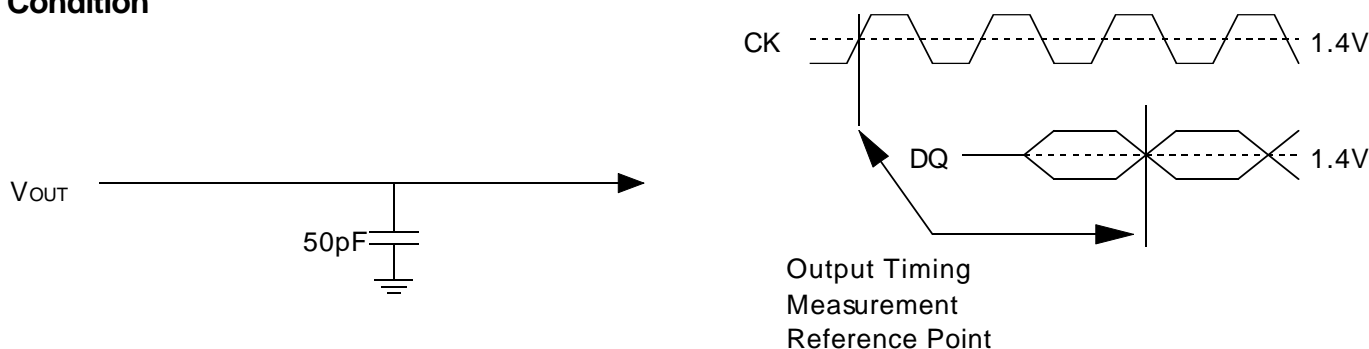 Condition
CK
1.4V
DQ
1.4V
VOUT
50pF
Output Timing
Measurement
Reference Point